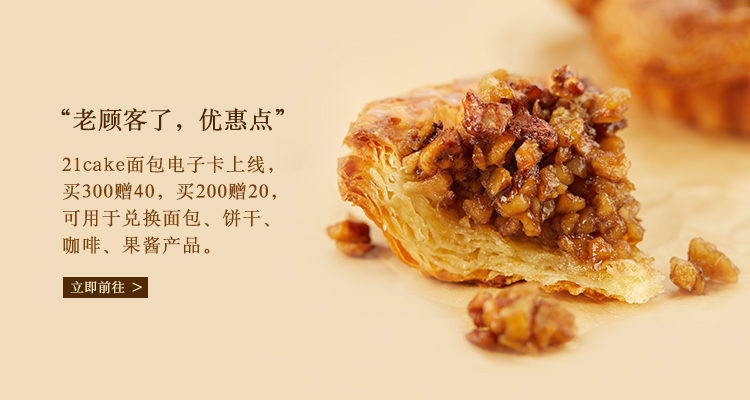 “老顾客了，优惠点”
21cake面包电子卡上线，
买300赠40，买200赠20，
可用于兑换面包、饼干、
咖啡、果酱产品。
立即前往 >